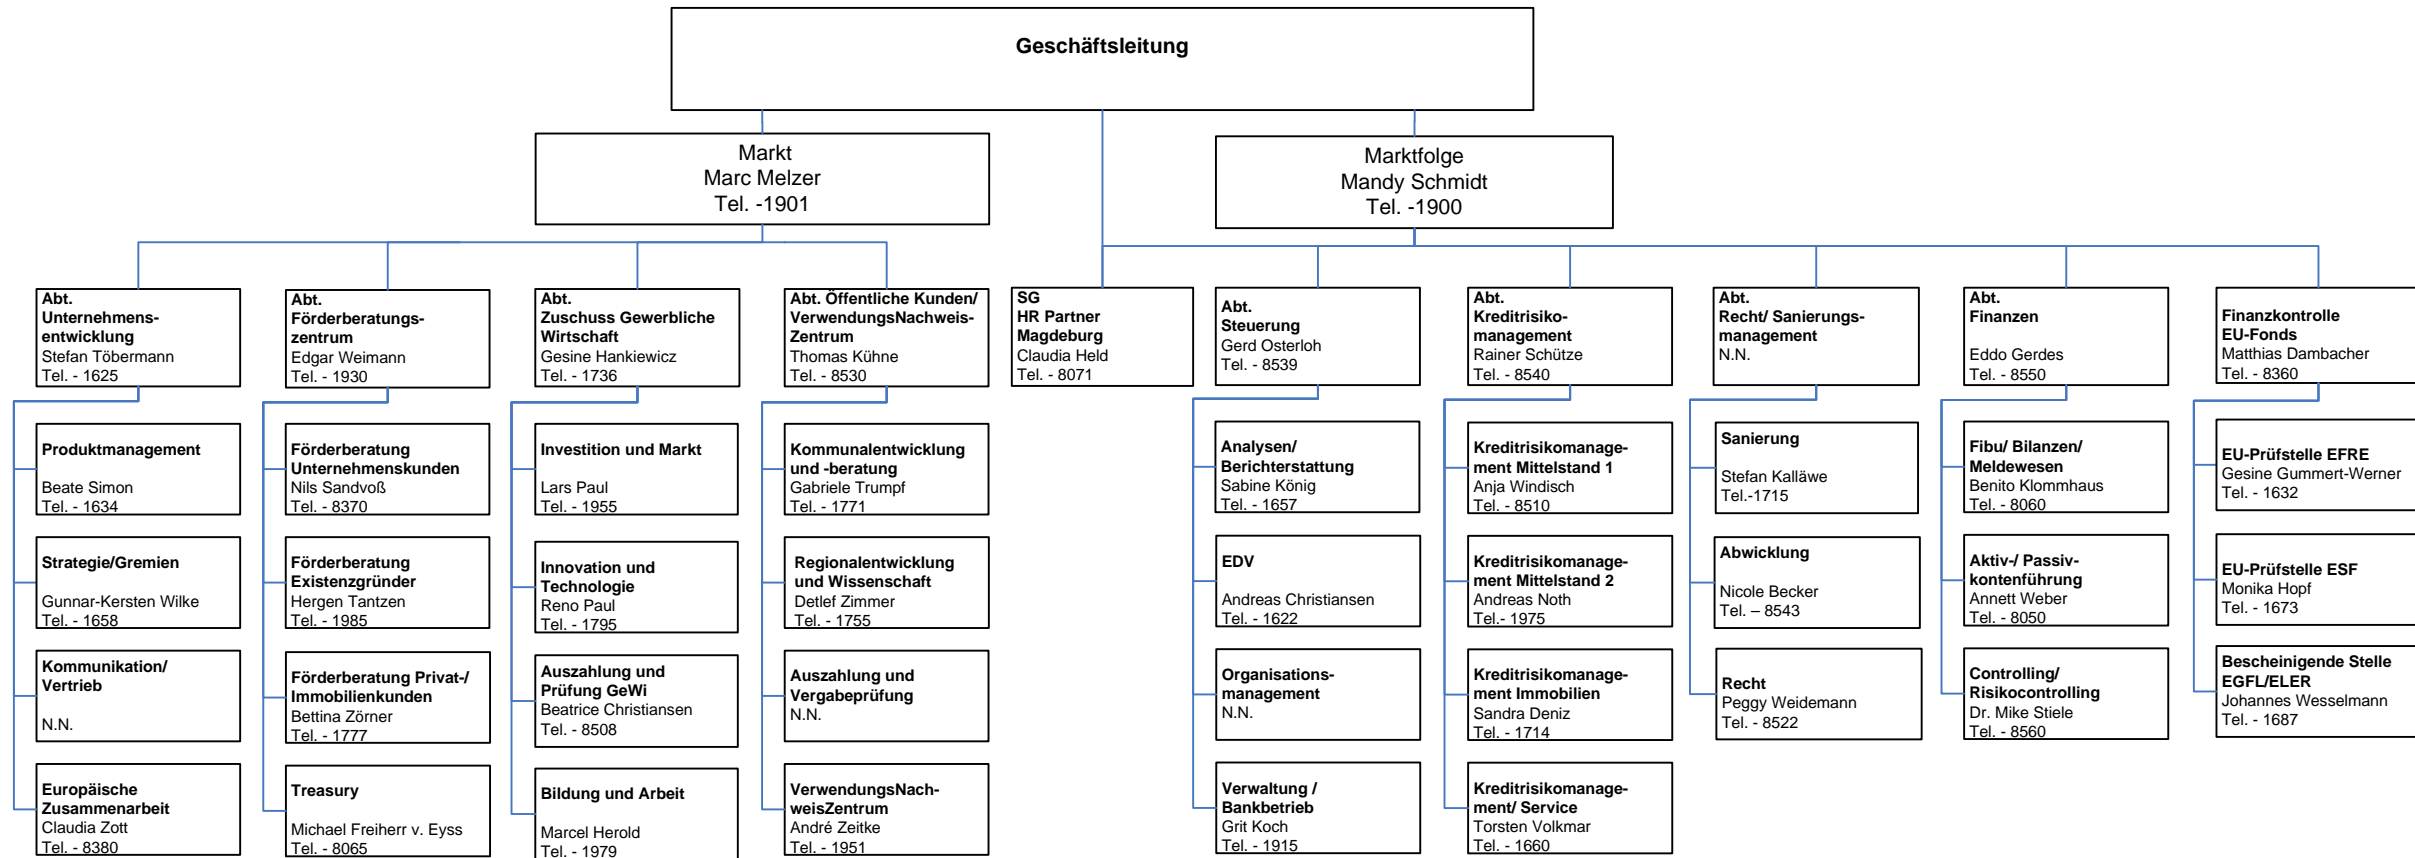 Geschäftsleitung
Markt
Marc Melzer
Tel. -1901
Marktfolge
Mandy Schmidt
Tel. -1900
Abt.
Unternehmens-
entwicklung
Stefan Töbermann
Tel. - 1625
Abt.
Förderberatungs-
zentrum
Edgar Weimann
Tel. - 1930
Abt.
Zuschuss Gewerbliche
Wirtschaft
Gesine Hankiewicz
Tel. - 1736
Abt. Öffentliche Kunden/
VerwendungsNachweis-
Zentrum
Thomas Kühne
Tel. - 8530
SG
HR Partner
Magdeburg
Claudia Held
Tel. - 8071
Abt.
Steuerung
Gerd Osterloh
Tel. - 8539
Abt.
Kreditrisiko-
management
Rainer Schütze
Tel. - 8540
Abt.
Recht/ Sanierungs-
management
N.N.
Abt.
Finanzen
Eddo Gerdes
Tel. - 8550
Finanzkontrolle
EU-Fonds
Matthias Dambacher
Tel. - 8360
Produktmanagement
Beate Simon
Tel. - 1634
Förderberatung
Unternehmenskunden
Nils Sandvoß
Tel. - 8370
Investition und Markt
Lars Paul
Tel. - 1955
Kommunalentwicklung
und -beratung
Gabriele Trumpf
Tel. - 1771
Analysen/
Berichterstattung
Sabine König
Tel. - 1657
Kreditrisikomanage-
ment Mittelstand 1
Anja Windisch
Tel. - 8510
Sanierung
Stefan Kalläwe
Tel.-1715
Fibu/ Bilanzen/
Meldewesen
Benito Klommhaus
Tel. - 8060
EU-Prüfstelle EFRE
Gesine Gummert-Werner
Tel. - 1632
Strategie/Gremien
Gunnar-Kersten Wilke
Tel. - 1658
Förderberatung
Existenzgründer
Hergen Tantzen
Tel. - 1985
Innovation und
Technologie
Reno Paul
Tel. - 1795
Regionalentwicklung
und Wissenschaft
Detlef Zimmer
Tel. - 1755
EDV
Andreas Christiansen
Tel. - 1622
Kreditrisikomanage-
ment Mittelstand 2
Andreas Noth
Tel.- 1975
Abwicklung
Nicole Becker
Tel. – 8543
Aktiv-/ Passiv-
kontenführung
Annett Weber
Tel. - 8050
EU-Prüfstelle ESF
Monika Hopf
Tel. - 1673
Kommunikation/
Vertrieb
N.N.
Förderberatung Privat-/
Immobilienkunden
Bettina Zörner
Tel. - 1777
Auszahlung und
Prüfung GeWi
Beatrice Christiansen
Tel. - 8508
Auszahlung und
Vergabeprüfung
N.N.
Organisations-
management
N.N.
Kreditrisikomanage-
ment Immobilien
Sandra Deniz
Tel. - 1714
Recht
Peggy Weidemann
Tel. - 8522
Controlling/
Risikocontrolling
Dr. Mike Stiele
Tel. - 8560
Bescheinigende Stelle
EGFL/ELER
Johannes Wesselmann
Tel. - 1687
Europäische
Zusammenarbeit
Claudia Zott
Tel. - 8380
Treasury
Michael Freiherr v. Eyss
Tel. - 8065
Bildung und Arbeit
Marcel Herold
Tel. - 1979
VerwendungsNach-
weisZentrum
André Zeitke
Tel. - 1951
Verwaltung /
Bankbetrieb
Grit Koch
Tel. - 1915
Kreditrisikomanage-
ment/ Service
Torsten Volkmar
Tel. - 1660